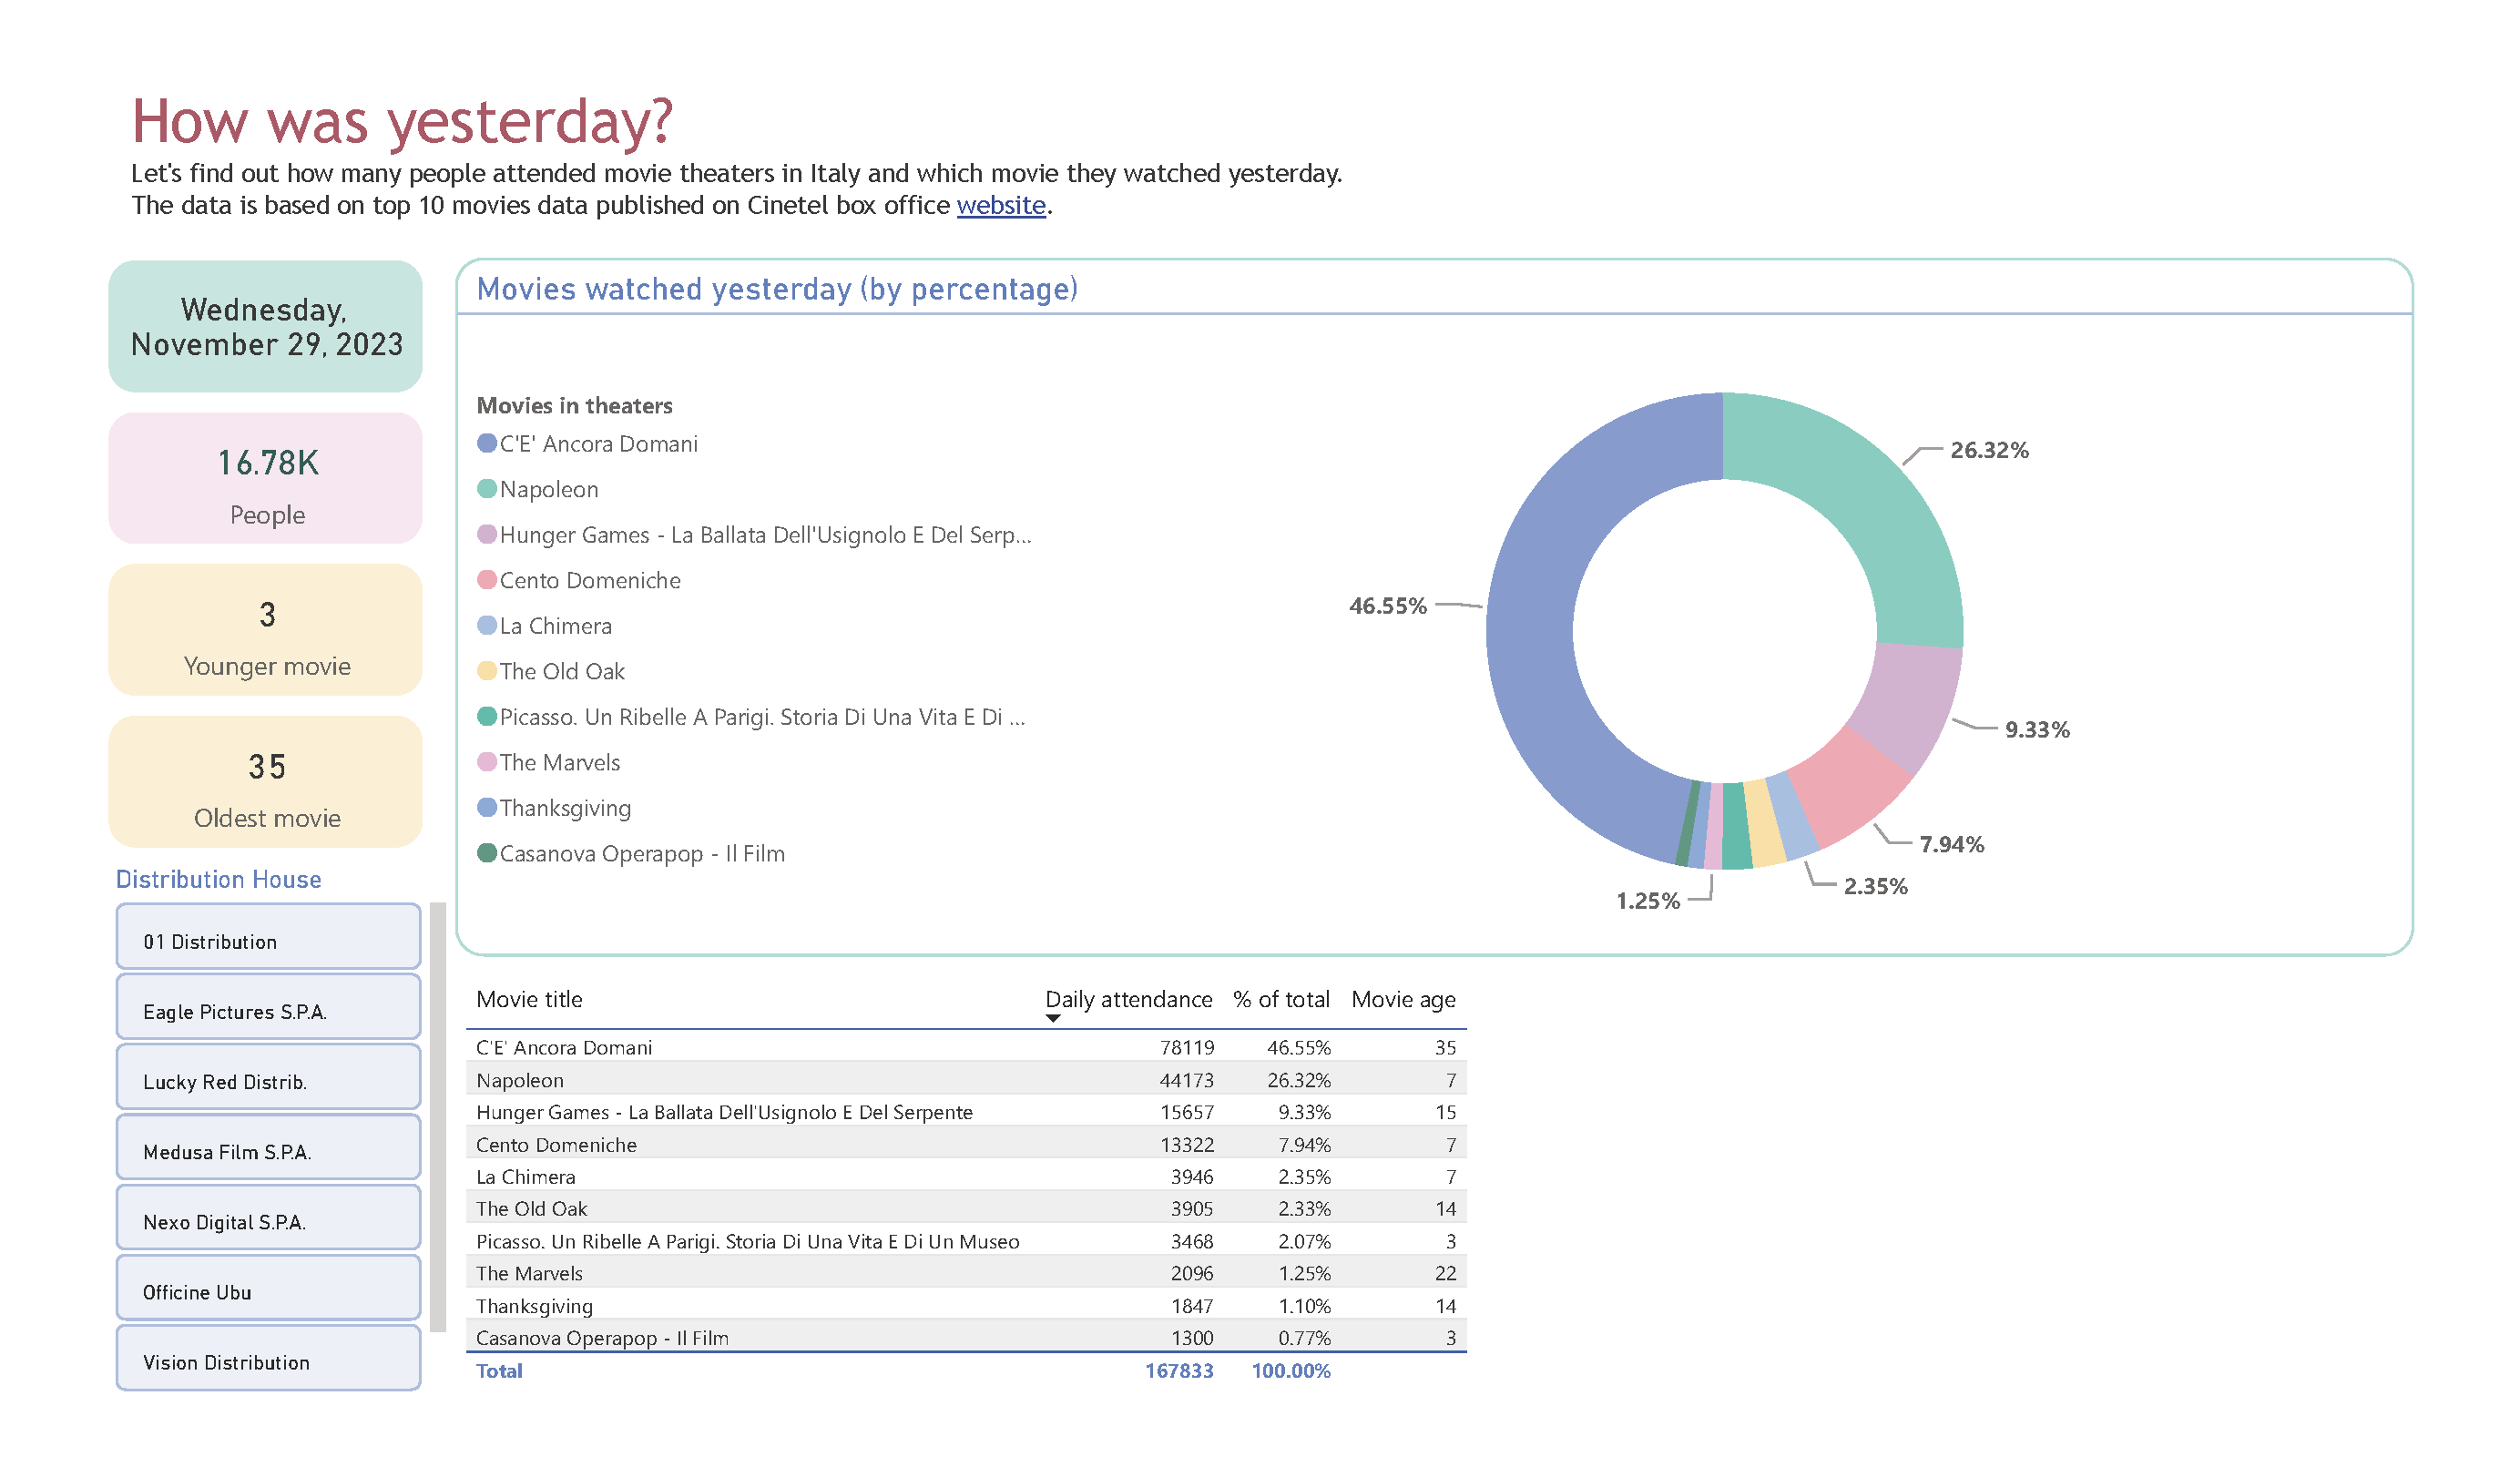 How was yesterday?
Let's find out how many people attended movie theaters in Italy and which movie they watched yesterday.
The data is based on top 10 movies data published on Cinetel box office website.
Wednesday,
November 29, 2023
16.78K
People
3
Younger movie
35
Oldest movie
Distribution House
01 Distribution
Eagle Pictures S.P.A.
Lucky Red Distrib.
Medusa Film S.P.A.
Nexo Digital S.P.A.
Officine Ubu
Vision Distribution
Movies watched yesterday (by percentage)
Movies in theaters
C'E' Ancora Domani
Napoleon
Hunger Games - La Ballata Dell'Usignolo E Del Serp...
Cento Domeniche
La Chimera
The Old Oak
Picasso. Un Ribelle A Parigi. Storia Di Una Vita E Di ...
The Marvels
Thanksgiving
Casanova Operapop - Il Film
26.32%
46.55%
9.33%
7.94%
2.35%
1.25%
Movie title Daily attendance % of total Movie age
C'E' Ancora Domani 78119 46.55% 35
Napoleon 44173 26.32% 7
Hunger Games - La Ballata Dell'Usignolo E Del Serpente 15657 9.33% 15
Cento Domeniche 13322 7.94% 7
La Chimera 3946 2.35% 7
The Old Oak 3905 2.33% 14
Picasso. Un Ribelle A Parigi. Storia Di Una Vita E Di Un Museo 3468 2.07% 3
The Marvels 2096 1.25% 22
Thanksgiving 1847 1.10% 14
Casanova Operapop - Il Film 1300 0.77% 3
Total 167833 100.00%